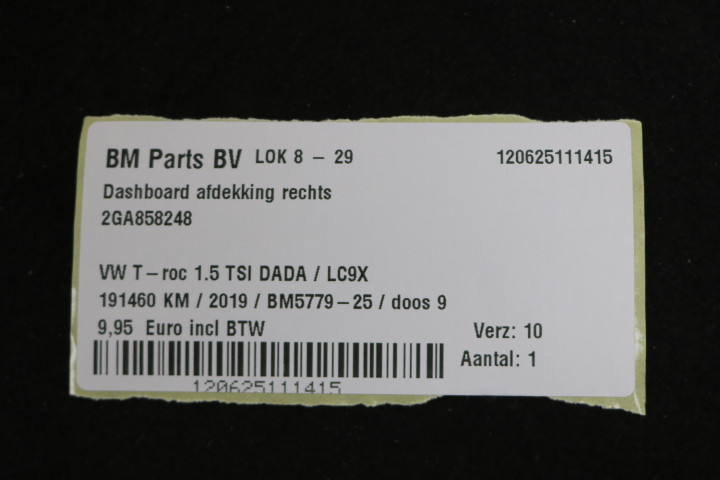 BM Parts BV LOK 8 - 29 120625111415
Dashboard afdekking rechts
2GA858248
VW T-roc 1.5 TSI DADA / LC9X
191460 KM / 2019 / BM5779-25 / doos 9
9,95 Euro incl BTW Verz: 10
Aantal: 1
120625111415